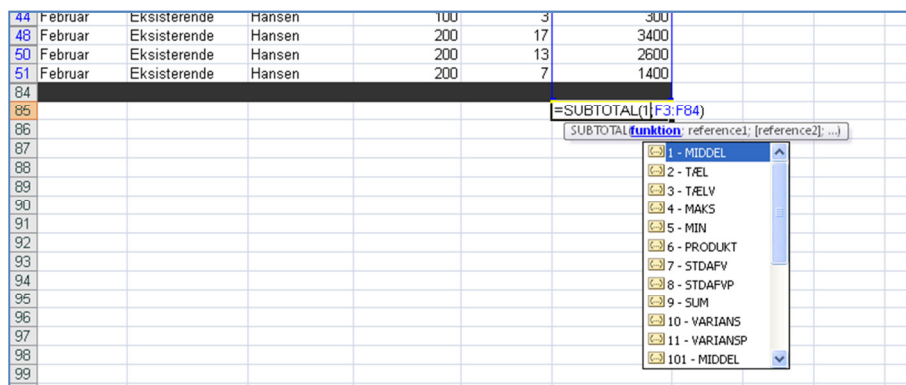 44 Februar Eksisterende Hansen 100 3 300
48 Februar Eksisterende Hansen 200 17 3400
50 Februar Eksisterende Hansen 200 13 2600
51 Februar Eksisterende Hansen 200 7 1400
84
85 =SUBTOTAL(1;F3:F84)
86 SUBTOTAL(funktion; reference1; [reference2]; ...)
87 1 - MIDDEL
88 2 - TÆL
89 3 - TÆLV
90 4 - MAKS
91 5 - MIN
92 6 - PRODUKT
93 7 - STDAFV
94 8 - STDAFVP
95 9 - SUM
96 10 - VARIANS
97 11 - VARIANSP
98 101 - MIDDEL
99